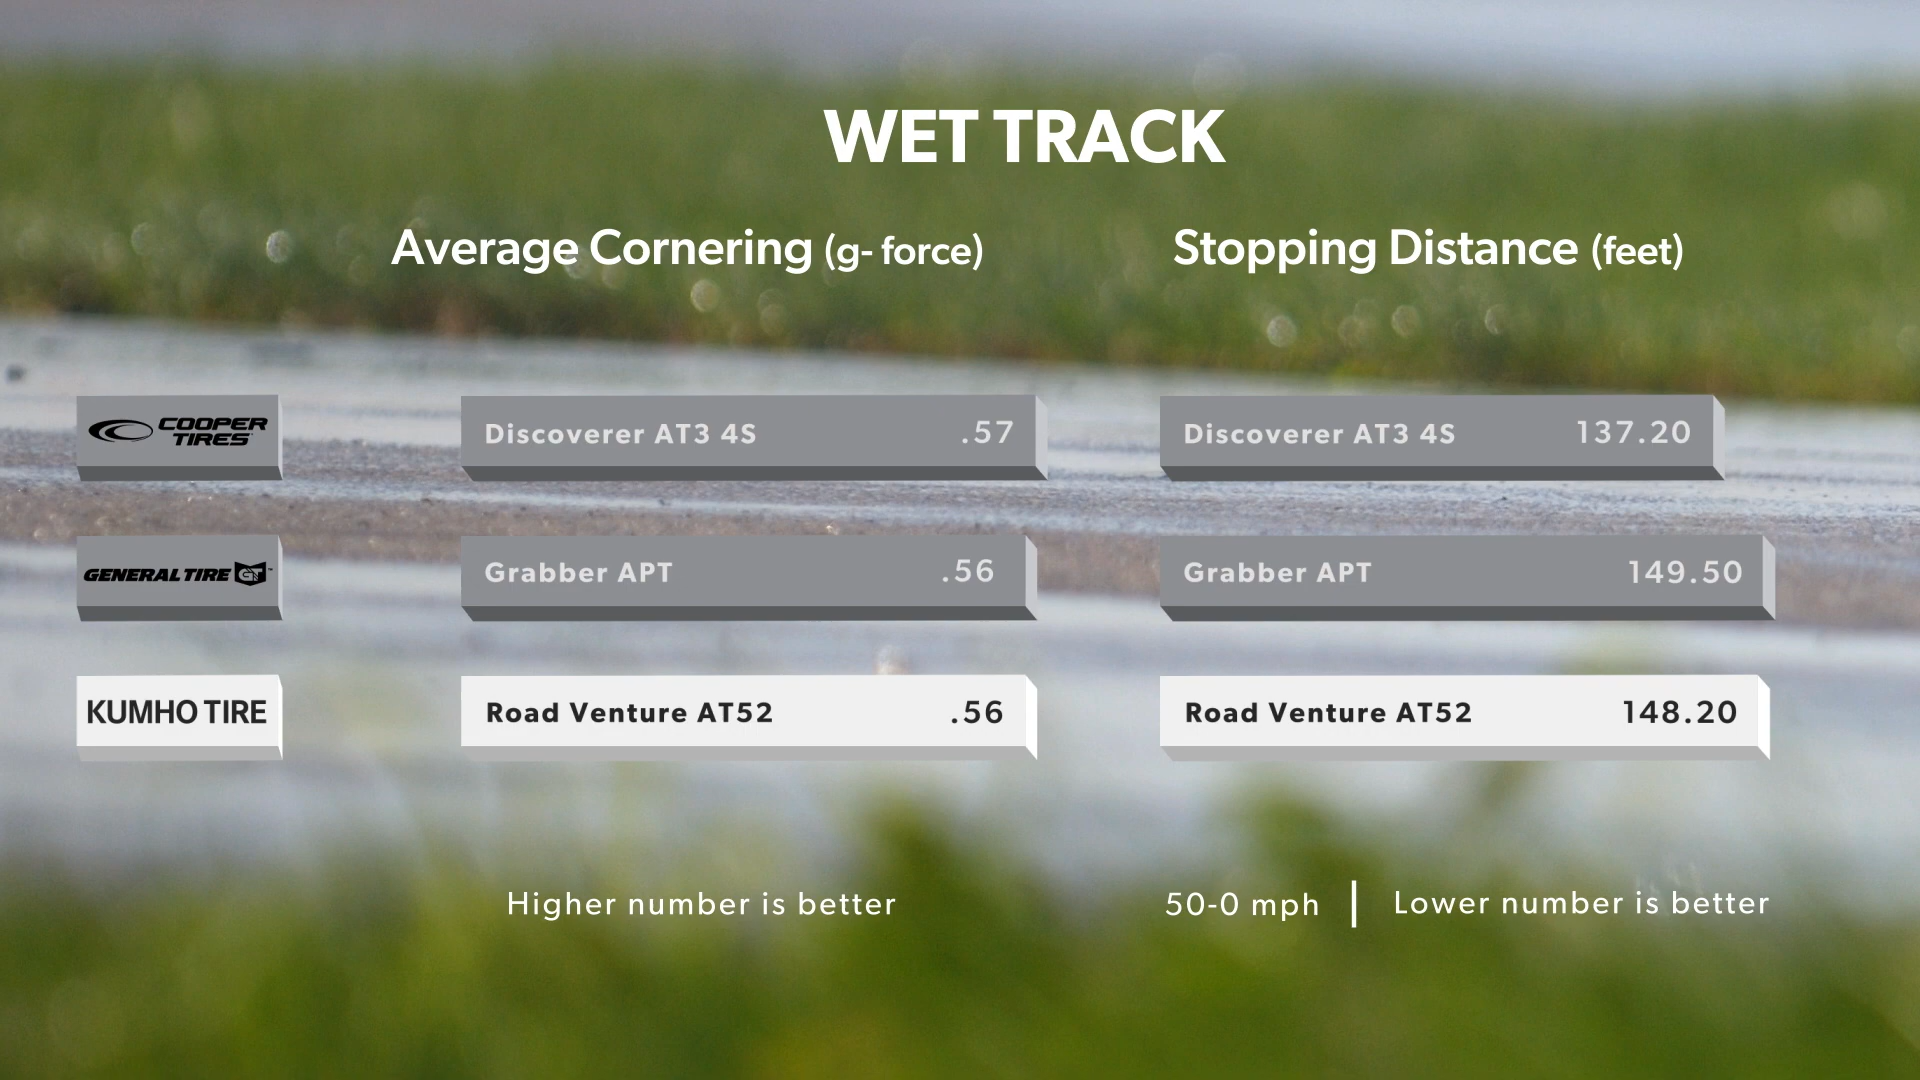 WET TRACK
Average Cornering (g- force)
Stopping Distance (feet)
COOPER
TIRES
Discoverer AT3 4S .57
Discoverer AT3 4S 137.20
GENERAL TIRE GT
Grabber APT .56
Grabber APT 149.50
KUMHO TIRE
Road Venture AT52 .56
Road Venture AT52 148.20
Higher number is better
50-0 mph | Lower number is better